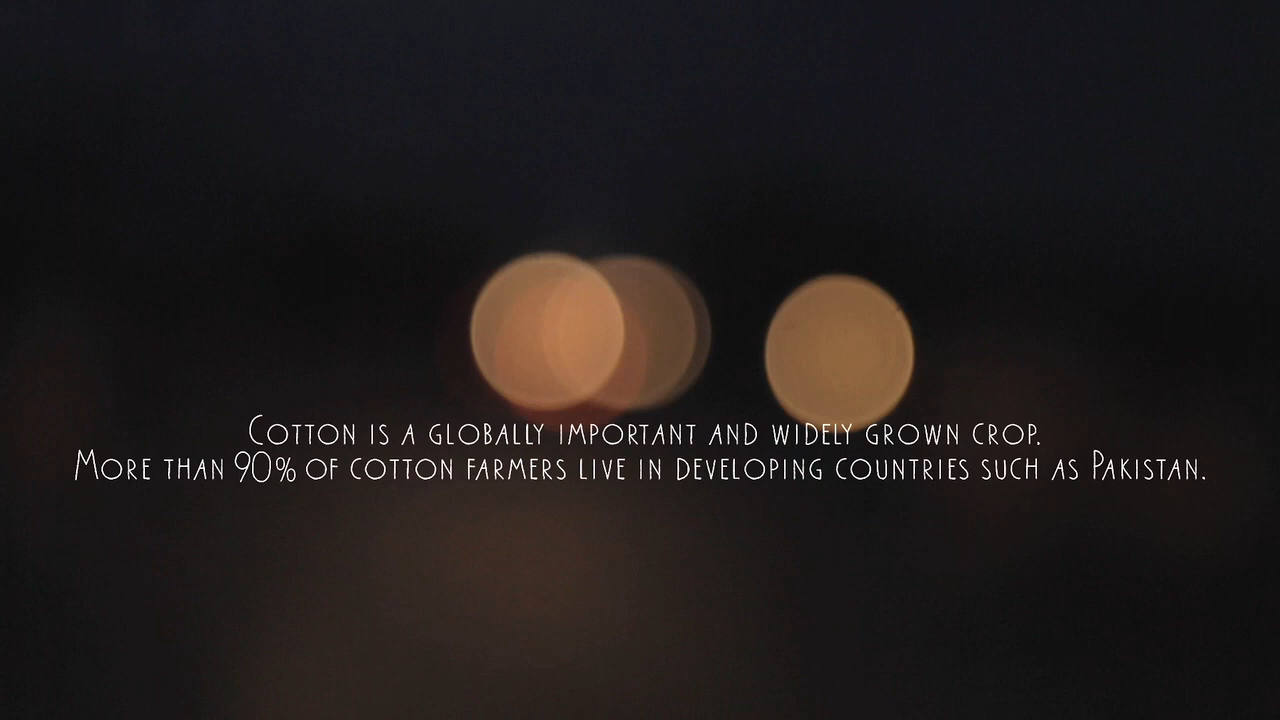 Cotton is a globally important and widely grown crop.
More than 90% of cotton farmers live in developing countries such as Pakistan.